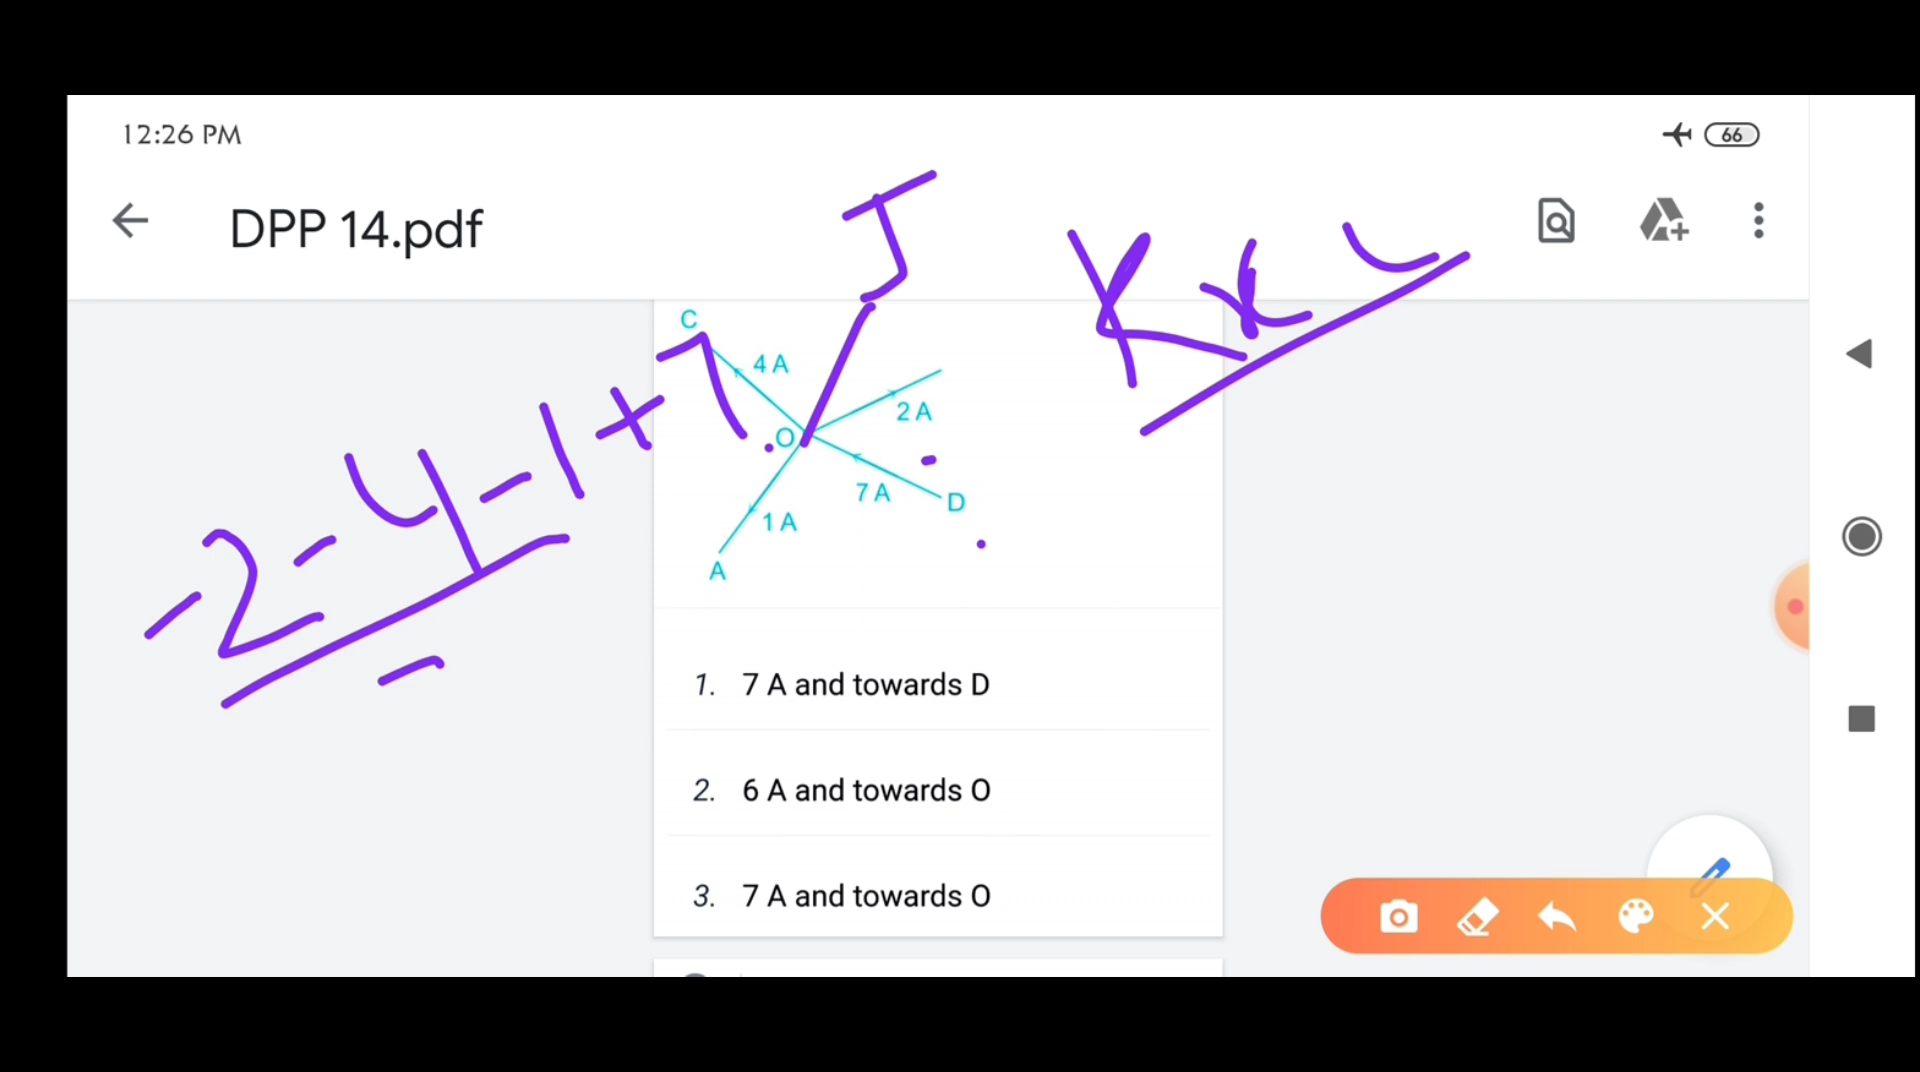 12:26 PM
66
DPP 14.pdf
J
KKL
C
4 A
2 A
-2-4-1+7
O
7 A
D
1 A
A
1. 7 A and towards D
2. 6 A and towards O
3. 7 A and towards O